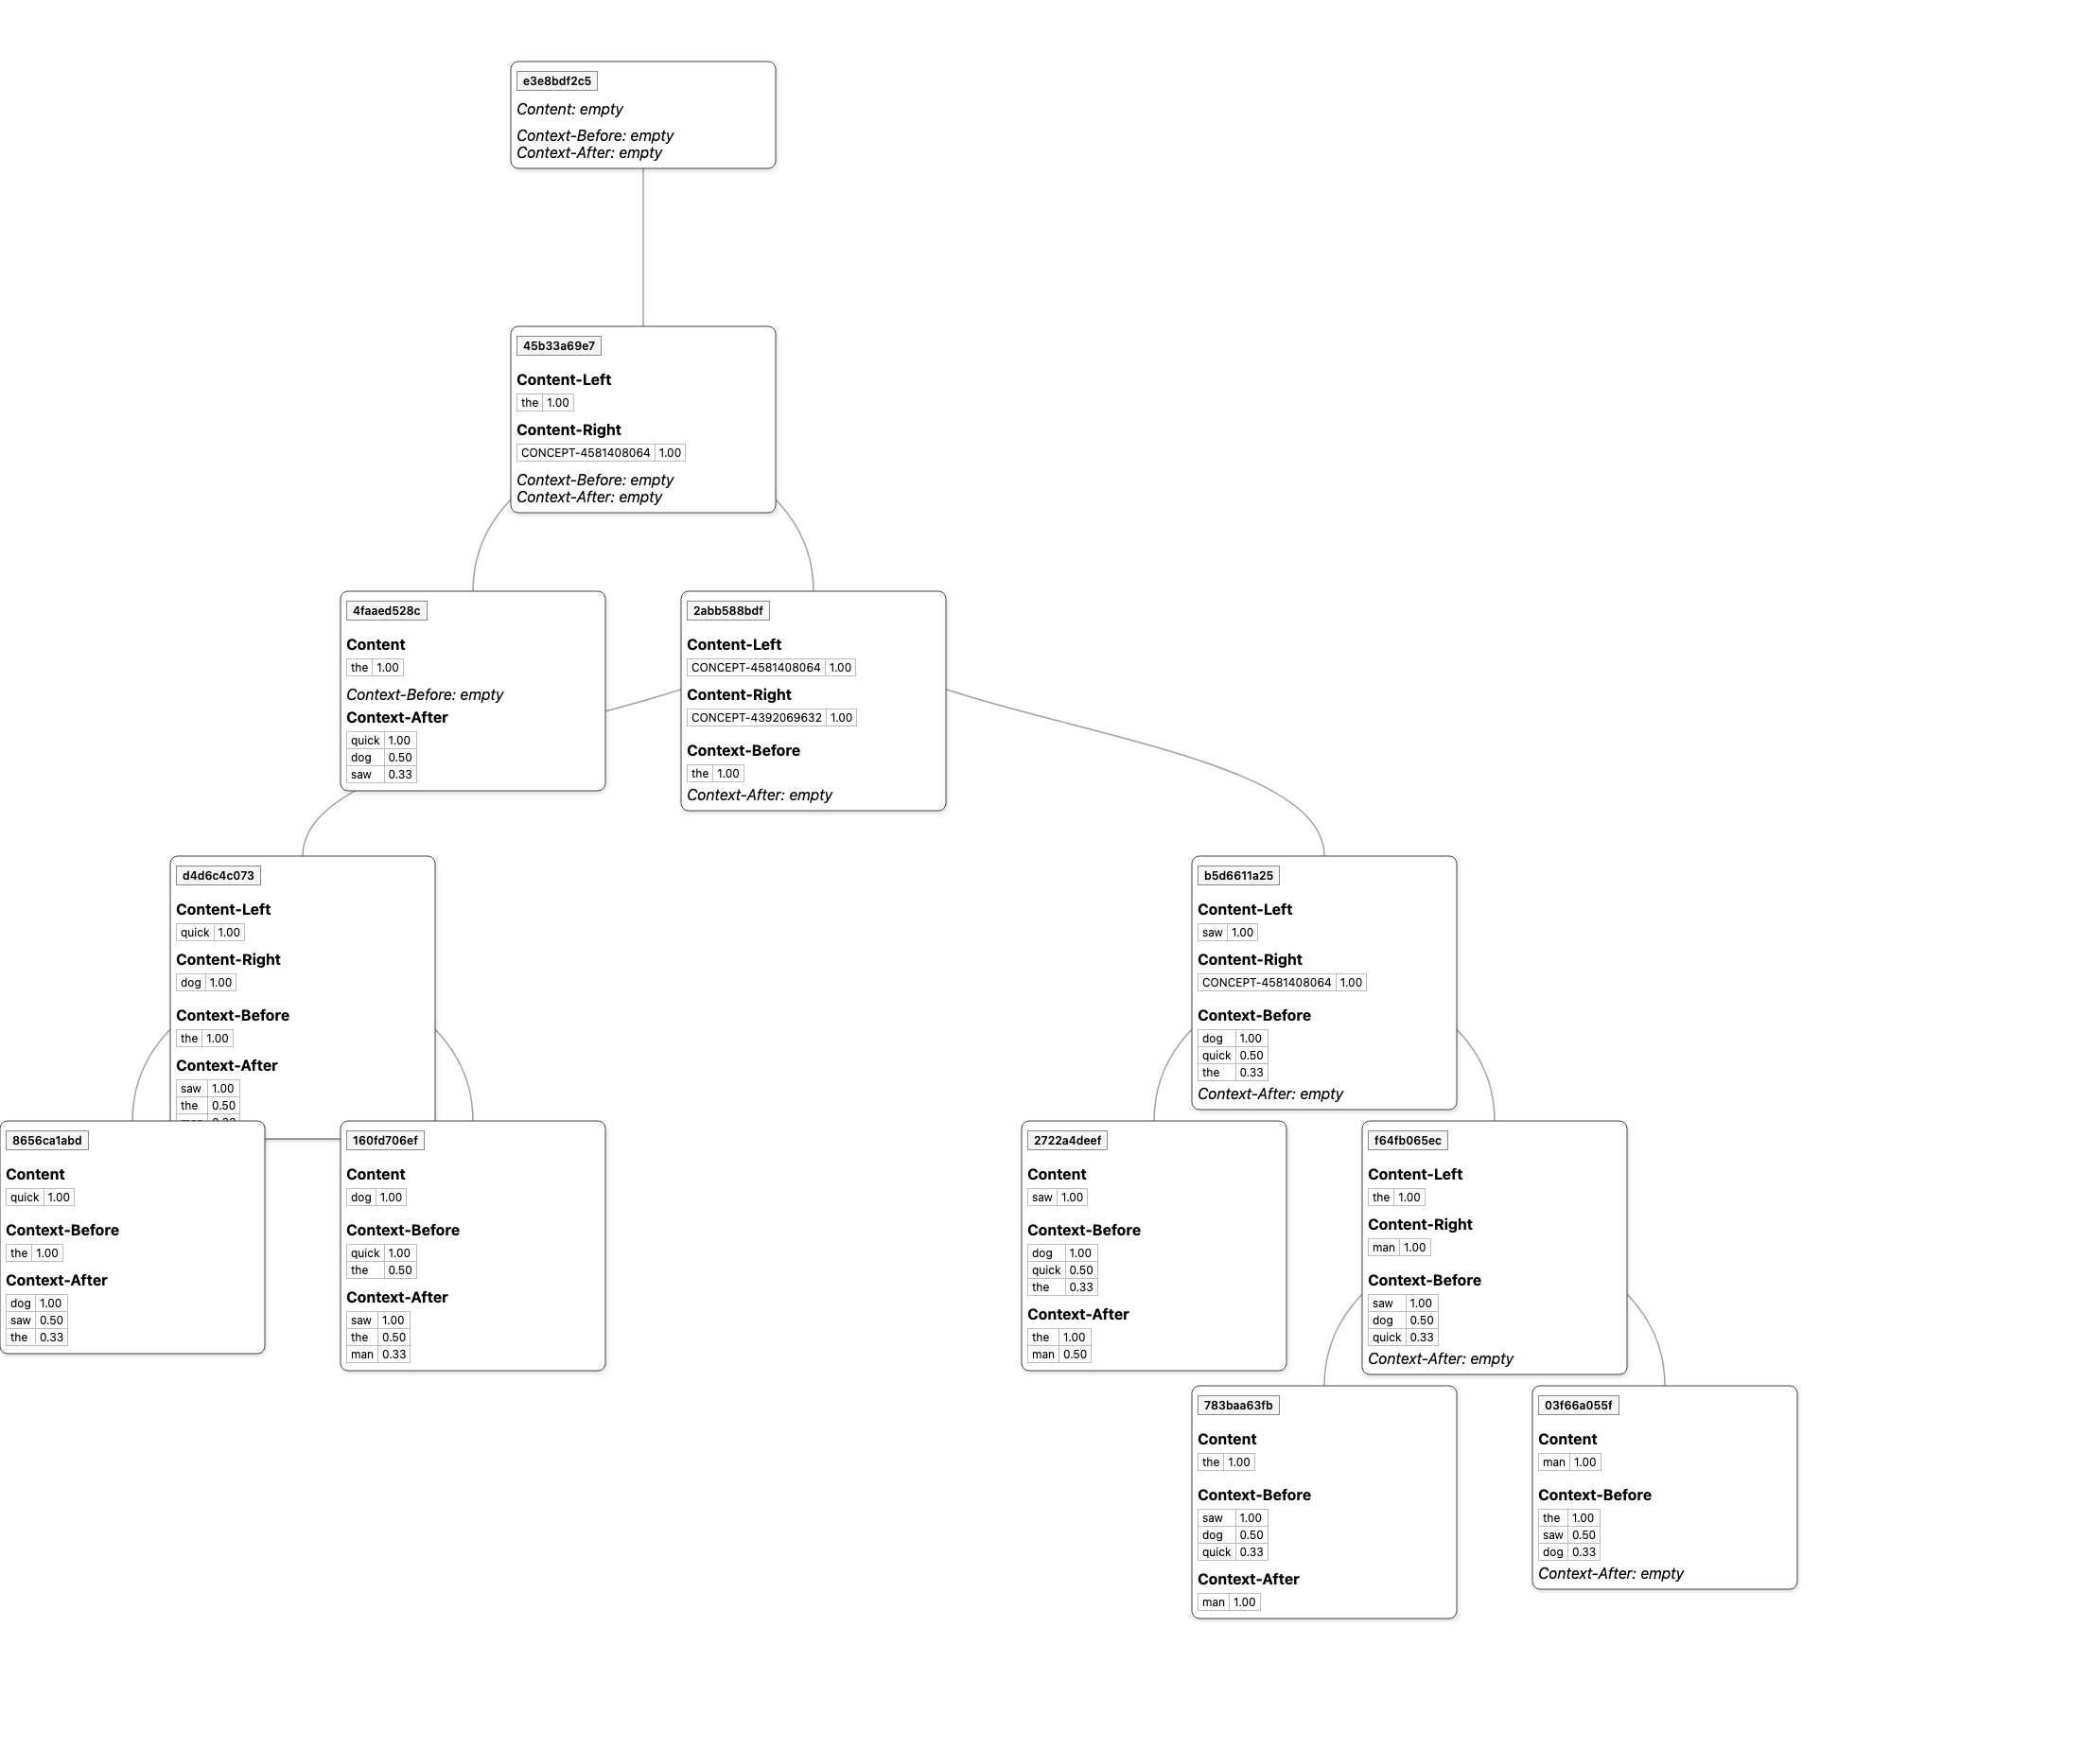 e3e8bdf2c5
Content: empty
Context-Before: empty
Context-After: empty
45b33a69e7
Content-Left
the 1.00
Content-Right
CONCEPT-4581408064 1.00
Context-Before: empty
Context-After: empty
4faaed528c
Content
the 1.00
Context-Before: empty
Context-After
quick 1.00
dog 0.50
saw 0.33
2abb588bdf
Content-Left
CONCEPT-4581408064 1.00
Content-Right
CONCEPT-4392069632 1.00
Context-Before
the 1.00
Context-After: empty
d4d6c4c073
Content-Left
quick 1.00
Content-Right
dog 1.00
Context-Before
the 1.00
Context-After
saw 1.00
the 0.50
b5d6611a25
Content-Left
saw 1.00
Content-Right
CONCEPT-4581408064 1.00
Context-Before
dog 1.00
quick 0.50
the 0.33
Context-After: empty
8656ca1abd
Content
quick 1.00
Context-Before
the 1.00
Context-After
dog 1.00
saw 0.50
the 0.33
160fd706ef
Content
dog 1.00
Context-Before
quick 1.00
the 0.50
Context-After
saw 1.00
the 0.50
man 0.33
2722a4deef
Content
saw 1.00
Context-Before
dog 1.00
quick 0.50
the 0.33
Context-After
the 1.00
man 0.50
f64fb065ec
Content-Left
the 1.00
Content-Right
man 1.00
Context-Before
saw 1.00
dog 0.50
quick 0.33
Context-After: empty
783baa63fb
Content
the 1.00
Context-Before
saw 1.00
dog 0.50
quick 0.33
Context-After
man 1.00
03f66a055f
Content
man 1.00
Context-Before
the 1.00
saw 0.50
dog 0.33
Context-After: empty